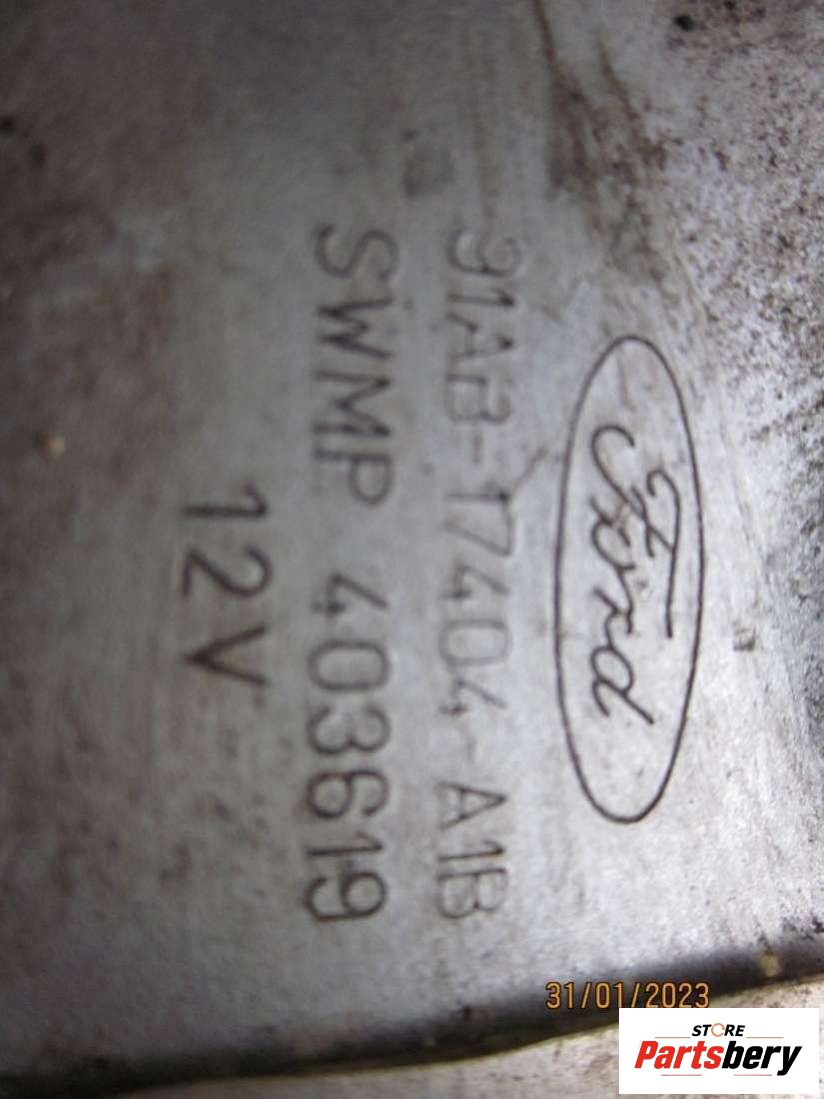 Ford
91AB-17404-A1B
SWMP 403619
12V
31/01/2023
STORE
Partsbery